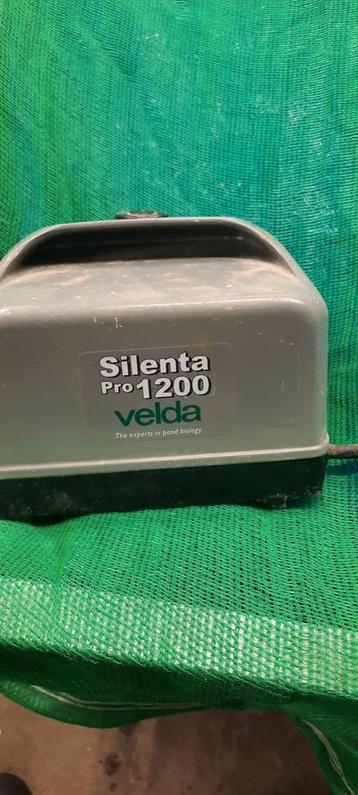 Silenta
Pro 1200
velda
The experts in pond biology